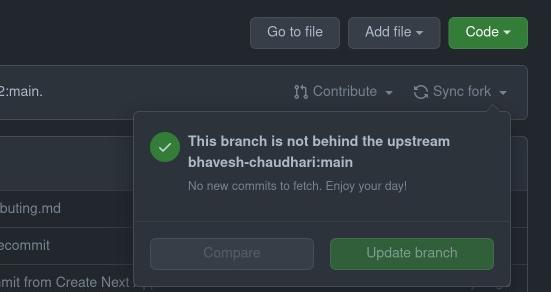 Go to file
Add file
Code
2:main.
Contribute
Sync fork
This branch is not behind the upstream
bhavesh-chaudhari:main
No new commits to fetch. Enjoy your day!
buting.md
ecommit
Compare
Update branch
mit from Create Next